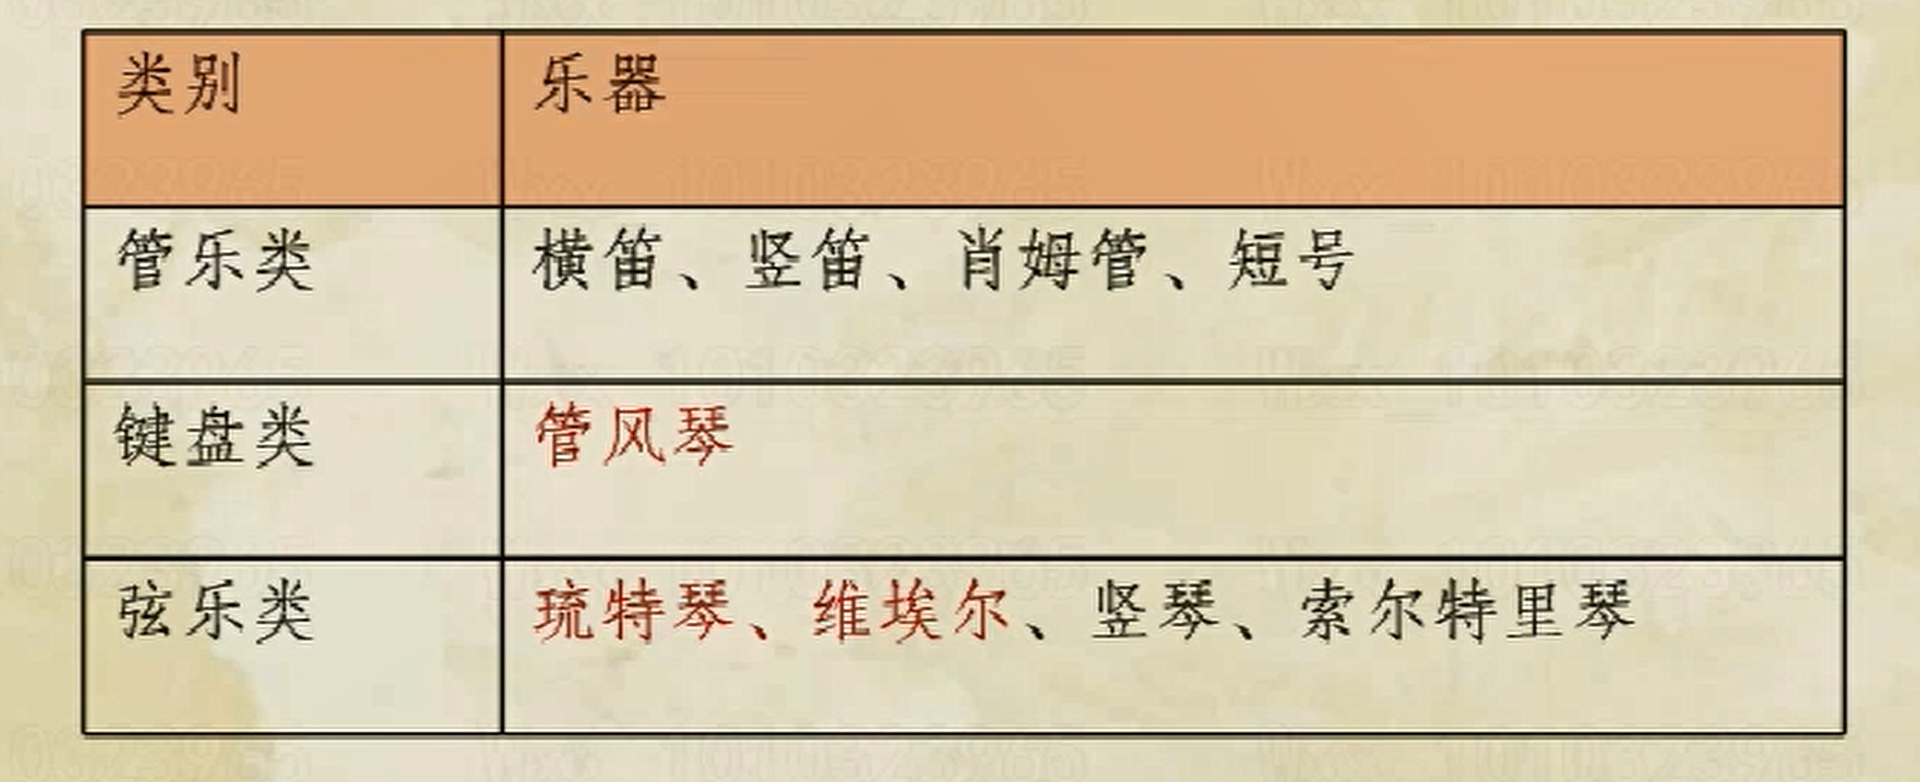 类别 乐器
管乐类 横笛、竖笛、肖姆管、短号
键盘类 管风琴
弦乐类 琉特琴、维埃尔、竖琴、索尔特里琴